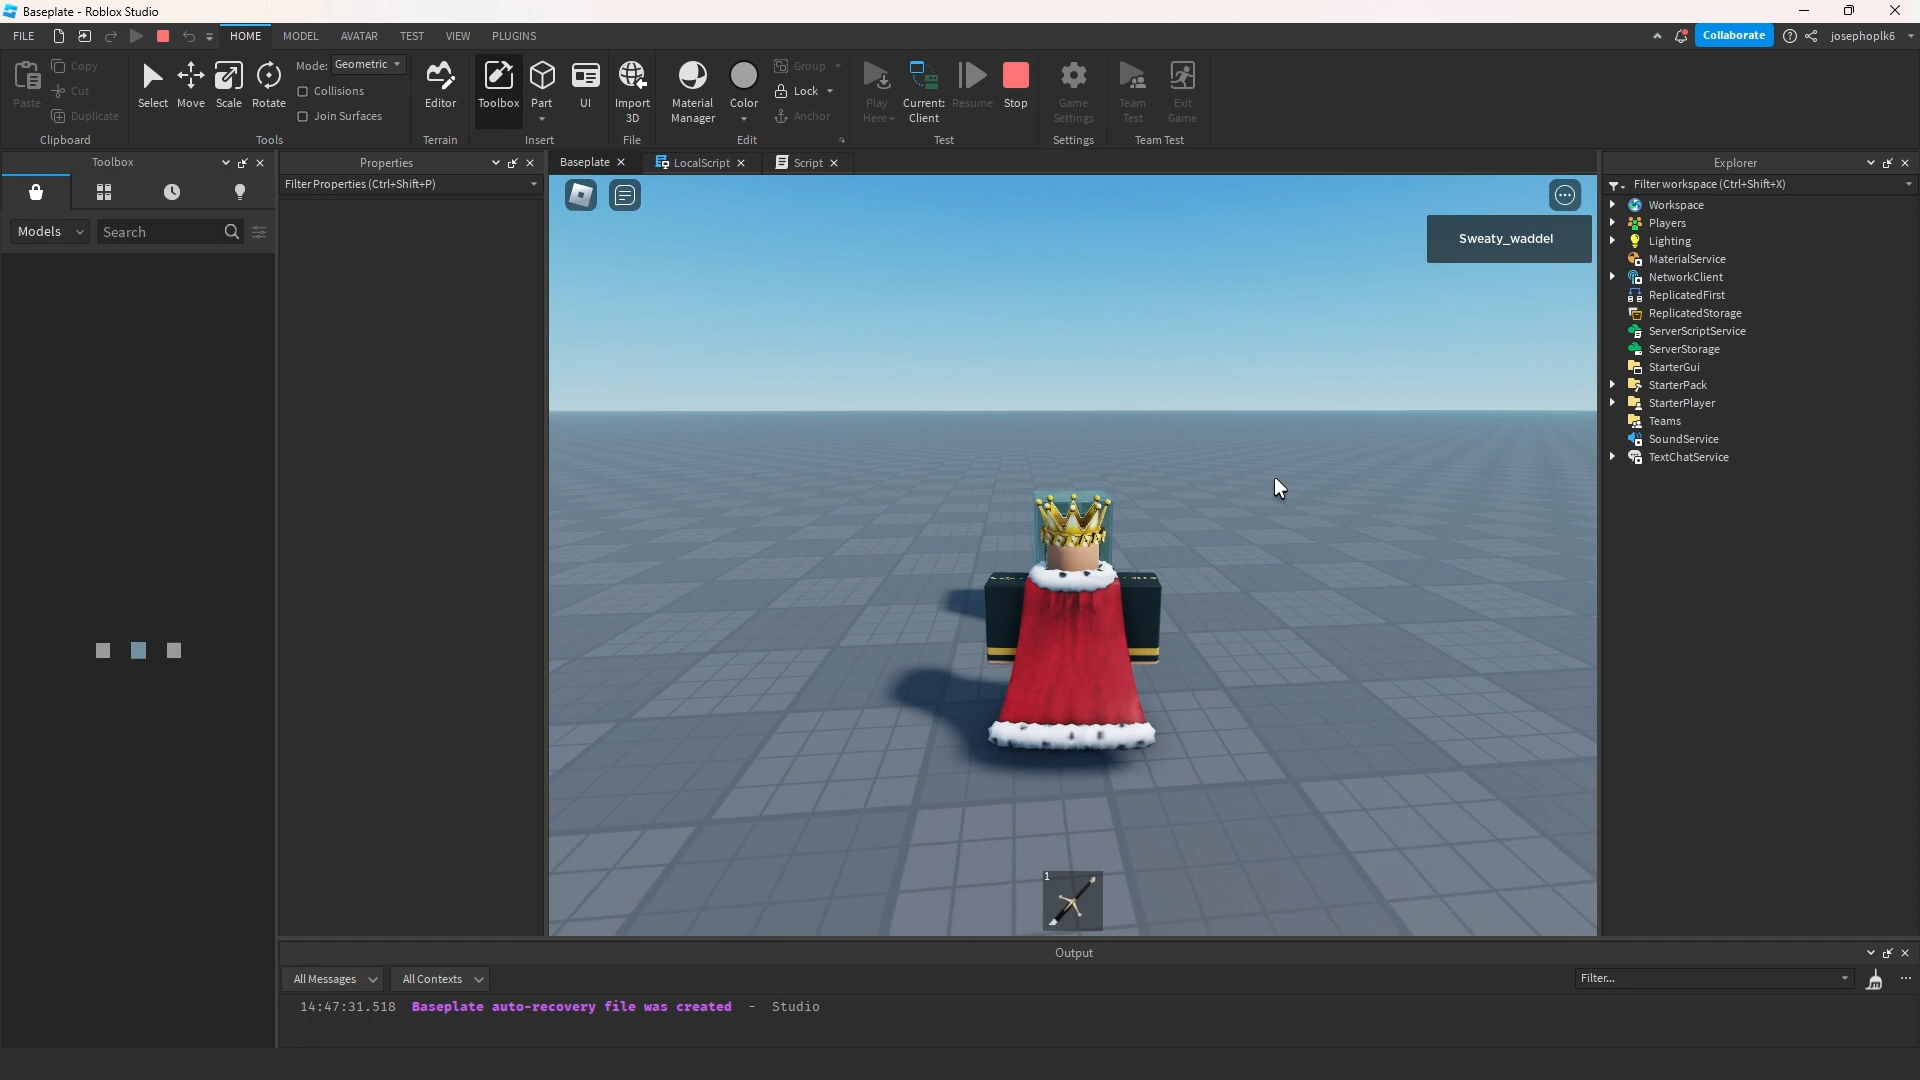 Baseplate - Roblox Studio
FILE HOME MODEL AVATAR TEST VIEW PLUGINS Collaborate josephoplk6
Paste Copy Cut Duplicate
Clipboard
Select Move Scale Rotate
Mode: Geometric
Collisions
Join Surfaces
Tools
Editor
Terrain
Toolbox Part UI
Insert
Import 3D
File
Material Manager Color Group Lock Anchor
Edit
Play Here Current: Client Resume Stop
Test
Game Settings
Settings
Team Test Exit Game
Team Test
Toolbox
Models Search
Properties
Filter Properties (Ctrl+Shift+P)
Baseplate LocalScript Script
Sweaty_waddel
1
Explorer
Filter workspace (Ctrl+Shift+X)
Workspace
Players
Lighting
MaterialService
NetworkClient
ReplicatedFirst
ReplicatedStorage
ServerScriptService
ServerStorage
StarterGui
StarterPack
StarterPlayer
Teams
SoundService
TextChatService
Output
All Messages All Contexts Filter...
14:47:31.518 Baseplate auto-recovery file was created - Studio